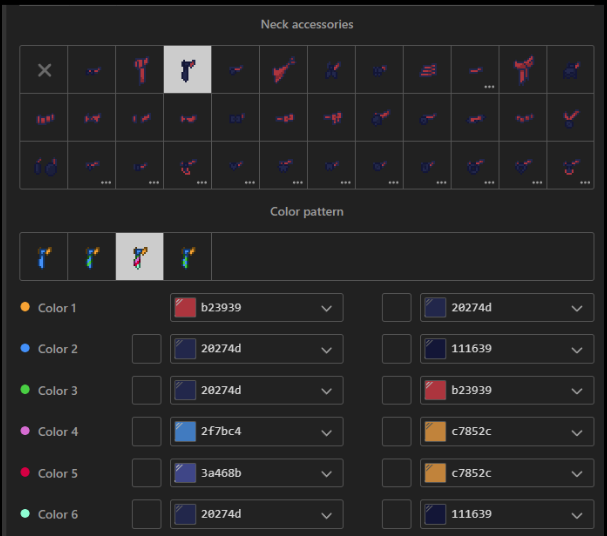 Neck accessories
Color pattern
Color 1 b23939 20274d
Color 2 20274d 111639
Color 3 20274d b23939
Color 4 2f7bc4 c7852c
Color 5 3a468b c7852c
Color 6 20274d 111639